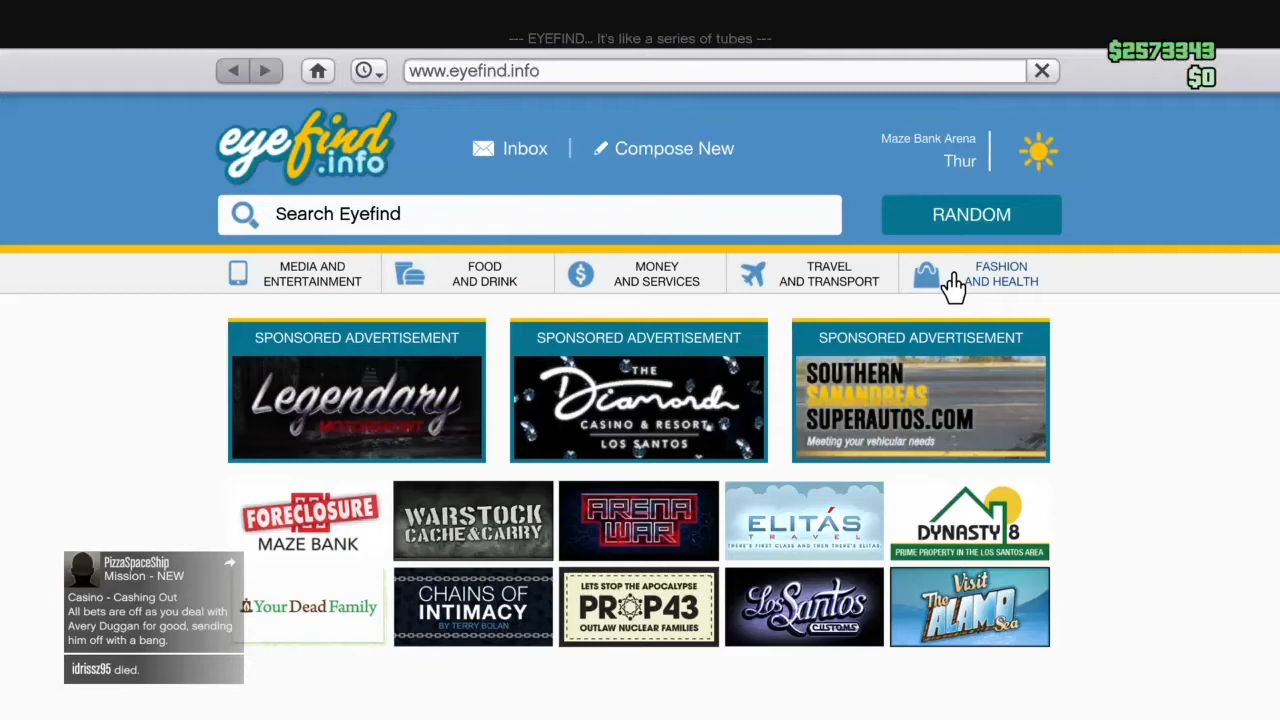 --- EYEFIND... It's like a series of tubes ---
$2573343
$0
www.eyefind.info
eyefind
.info
Inbox
Compose New
Maze Bank Arena
Thur
Search Eyefind
RANDOM
MEDIA AND
ENTERTAINMENT
FOOD
AND DRINK
MONEY
AND SERVICES
TRAVEL
AND TRANSPORT
FASHION
AND HEALTH
SPONSORED ADVERTISEMENT
Legendary
MOTORSPORT
SPONSORED ADVERTISEMENT
THE
Diamond
CASINO & RESORT
LOS SANTOS
SPONSORED ADVERTISEMENT
SOUTHERN
SANANDREAS
SUPERAUTOS.COM
Meeting your vehicular needs
FORECLOSURE
MAZE BANK
WARSTOCK
CACHE&CARRY
ARENA
WAR
ELITÁS
TRAVEL
THERE'S FIRST CLASS AND THEN THERE'S ELITÁS.
DYNASTY 8
PRIME PROPERTY IN THE LOS SANTOS AREA
YourDeadFamily
CHAINS OF
INTIMACY
BY TERRY BOLAN
LETS STOP THE APOCALYPSE
PROP43
OUTLAW NUCLEAR FAMILIES
Los Santos
CUSTOMS
Visit
The
ALAMO
Sea
PizzaSpaceShip
Mission - NEW
Casino - Cashing Out
All bets are off as you deal with
Avery Duggan for good, sending
him off with a bang.
idrissz95 died.